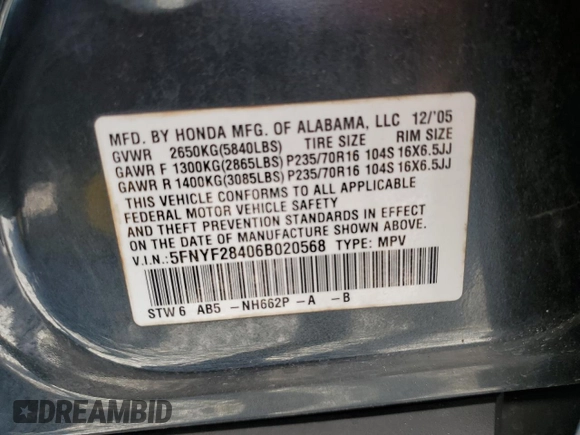 MFD. BY HONDA MFG. OF ALABAMA, LLC 12/'05
GVWR 2650KG(5840LBS) TIRE SIZE RIM SIZE
GAWR F 1300KG(2865LBS) P235/70R16 104S 16X6.5JJ
GAWR R 1400KG(3085LBS) P235/70R16 104S 16X6.5JJ
THIS VEHICLE CONFORMS TO ALL APPLICABLE
FEDERAL MOTOR VEHICLE SAFETY
AND THEFT PREVENTION STANDARDS IN EFFECT
ON THE DATE OF MANUFACTURE SHOWN ABOVE.
V.I.N.: 5FNYF28406B020568 TYPE: MPV
STW 6 AB5 -NH662P -A -B
DREAMBID